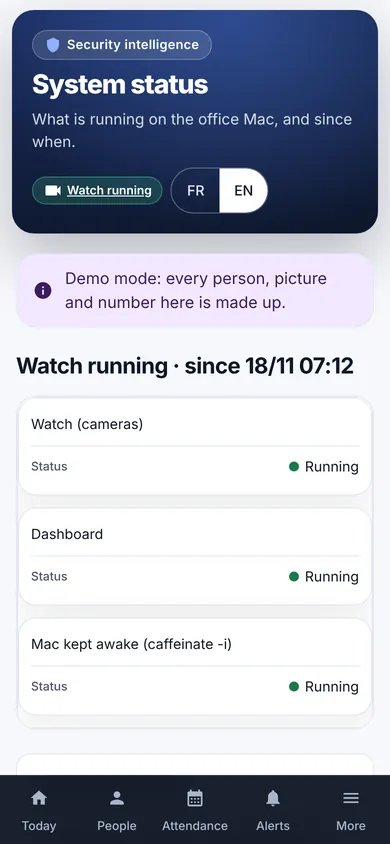 Security intelligence
System status
What is running on the office Mac, and since
when.
Watch running
FR
EN
Demo mode: every person, picture
and number here is made up.
Watch running · since 18/11 07:12
Watch (cameras)
Status
Running
Dashboard
Status
Running
Mac kept awake (caffeinate -i)
Status
Running
Today
People
Attendance
Alerts
More